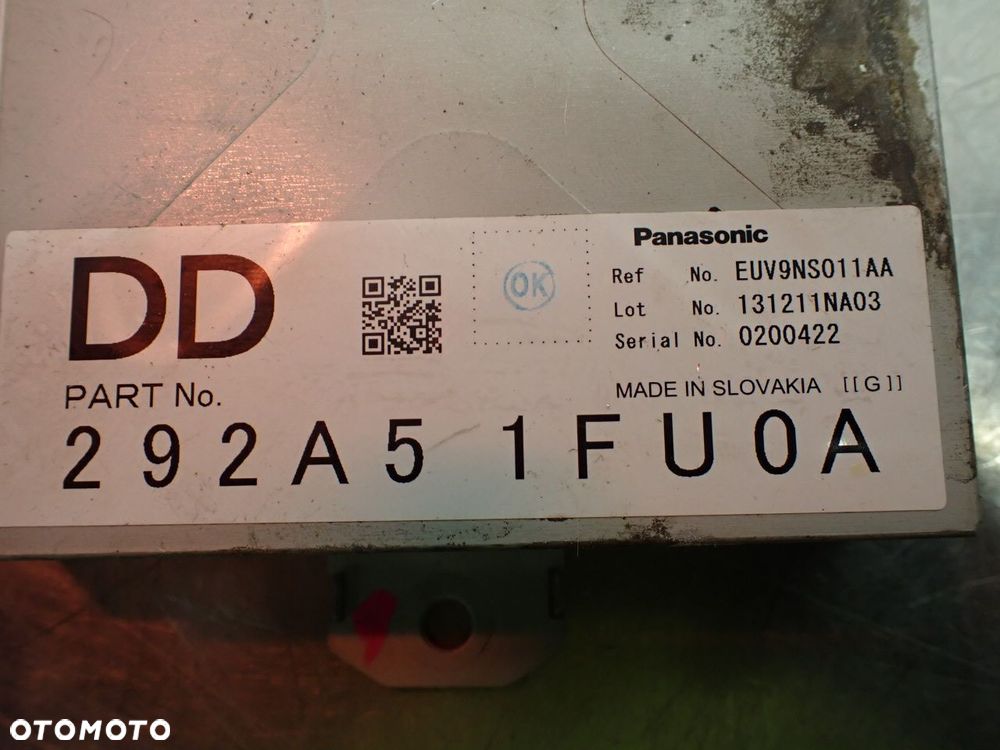 DD
OK
Panasonic
Ref No. EUV9NS011AA
Lot No. 131211NA03
Serial No. 0200422
MADE IN SLOVAKIA [[G]]
PART No.
292A5 1FU0A
OTOMOTO